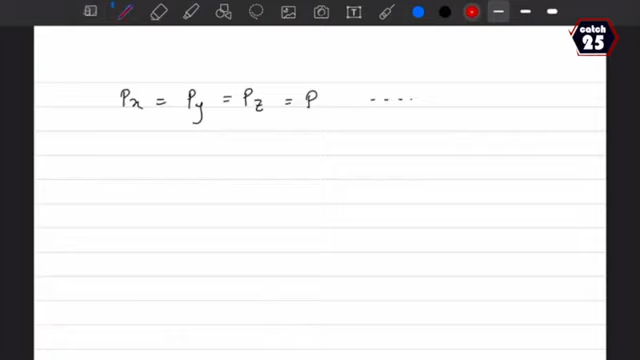 catch
25
Px = Py = Pz = P ----